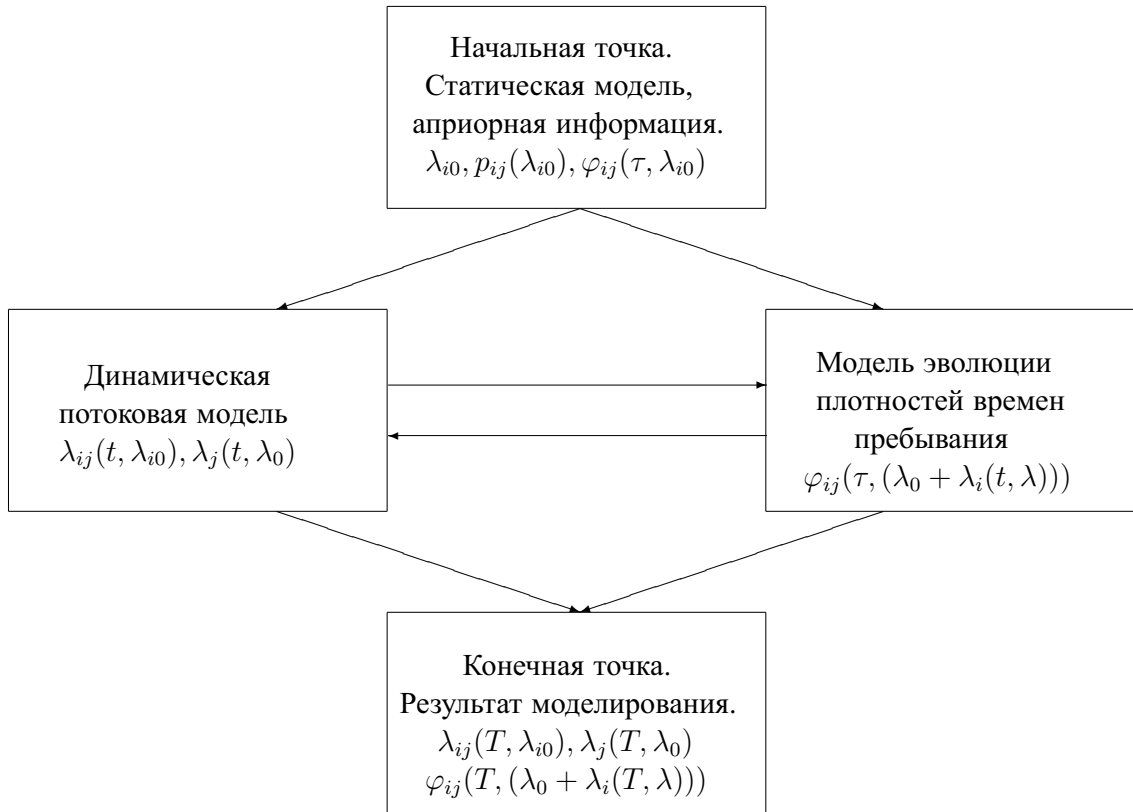 Начальная точка.
Статическая модель,
априорная информация.
λ_{i0}, p_{ij}(λ_{i0}), φ_{ij}(τ, λ_{i0})
Динамическая
потоковая модель
λ_{ij}(t, λ_{i0}), λ_j(t, λ_0)
Модель эволюции
плотностей времен
пребывания
φ_{ij}(τ, (λ_0 + λ_i(t, λ)))
Конечная точка.
Результат моделирования.
λ_{ij}(T, λ_{i0}), λ_j(T, λ_0)
φ_{ij}(T, (λ_0 + λ_i(T, λ)))